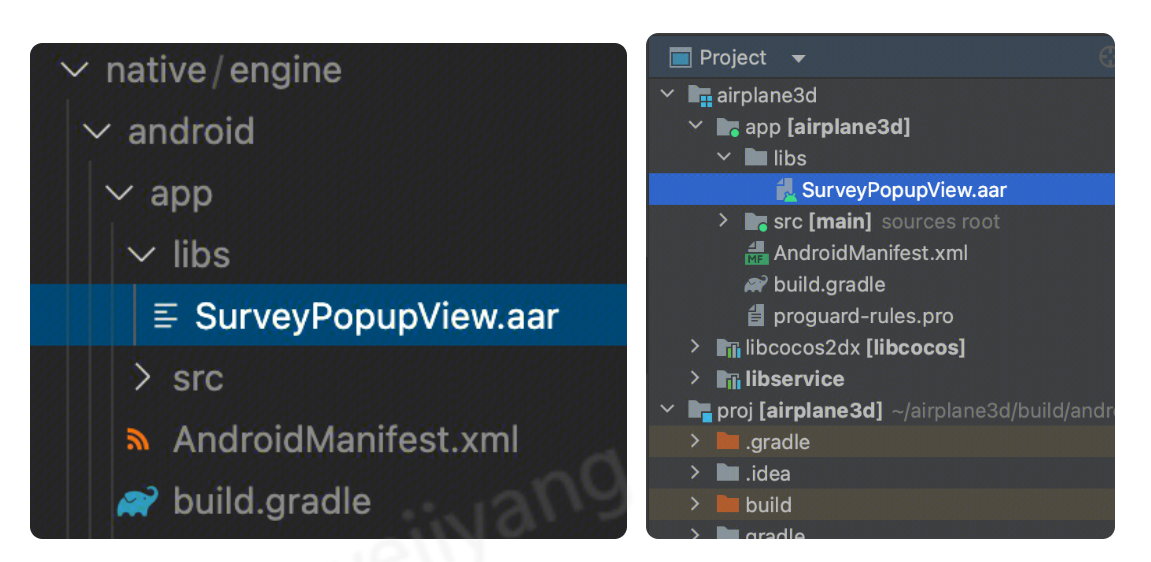 native/engine
android
app
libs
SurveyPopupView.aar
src
AndroidManifest.xml
build.gradle
Project
airplane3d
app [airplane3d]
libs
SurveyPopupView.aar
src [main] sources root
MF AndroidManifest.xml
build.gradle
proguard-rules.pro
libcocos2dx [libcocos]
libservice
proj [airplane3d] ~/airplane3d/build/andro
.gradle
.idea
build
gradle